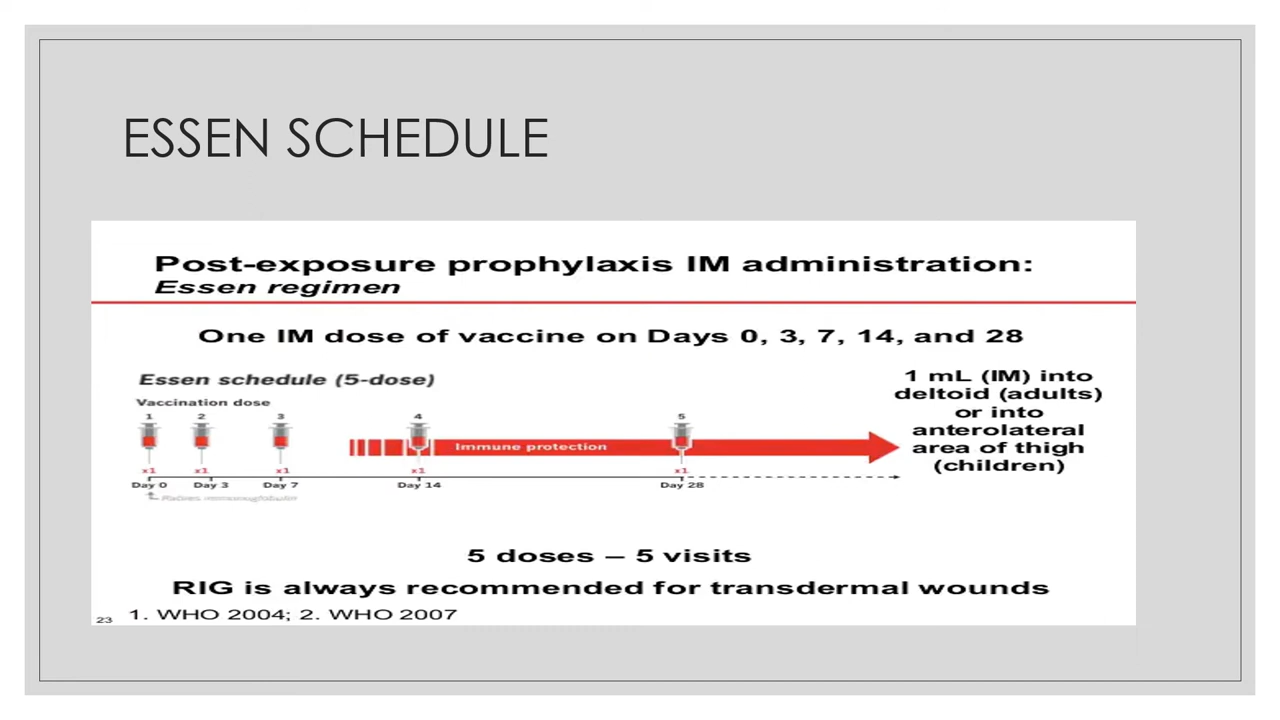 ESSEN SCHEDULE
Post-exposure prophylaxis IM administration:
Essen regimen
One IM dose of vaccine on Days 0, 3, 7, 14, and 28
Essen schedule (5-dose)
Vaccination dose
1 2 3 4 5
Immune protection
x1 x1 x1 x1 x1
Day 0 Day 3 Day 7 Day 14 Day 28
1 mL (IM) into
deltoid (adults)
or into
anterolateral
area of thigh
(children)
5 doses – 5 visits
RIG is always recommended for transdermal wounds
1. WHO 2004; 2. WHO 2007
23